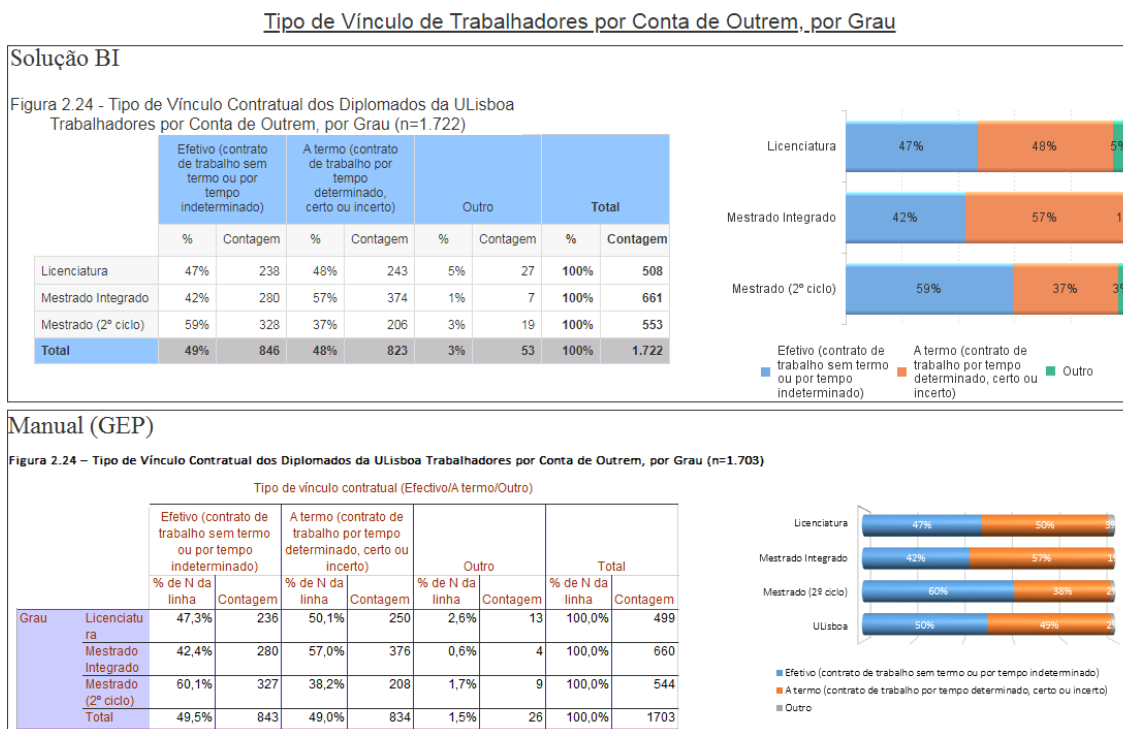 Tipo de Vínculo de Trabalhadores por Conta de Outrem, por Grau
Solução BI
Figura 2.24 - Tipo de Vínculo Contratual dos Diplomados da ULisboa
Trabalhadores por Conta de Outrem, por Grau (n=1.722)
Efetivo (contrato
de trabalho sem
termo ou por
tempo
indeterminado)
A termo (contrato
de trabalho por
tempo
determinado,
certo ou incerto)
Outro
Total
% Contagem % Contagem % Contagem % Contagem
Licenciatura 47% 238 48% 243 5% 27 100% 508
Mestrado Integrado 42% 280 57% 374 1% 7 100% 661
Mestrado (2º ciclo) 59% 328 37% 206 3% 19 100% 553
Total 49% 846 48% 823 3% 53 100% 1.722
Licenciatura 47% 48% 5%
Mestrado Integrado 42% 57% 1
Mestrado (2º ciclo) 59% 37% 3%
Efetivo (contrato de
trabalho sem termo
ou por tempo
indeterminado)
A termo (contrato de
trabalho por tempo
determinado, certo ou
incerto)
Outro
Manual (GEP)
Figura 2.24 – Tipo de Vínculo Contratual dos Diplomados da ULisboa Trabalhadores por Conta de Outrem, por Grau (n=1.703)
Tipo de vínculo contratual (Efectivo/A termo/Outro)
Efetivo (contrato de
trabalho sem termo
ou por tempo
indeterminado)
A termo (contrato de
trabalho por tempo
determinado, certo ou
incerto)
Outro
Total
% de N da
linha
Contagem
% de N da
linha
Contagem
% de N da
linha
Contagem
% de N da
linha
Contagem
Grau
Licenciatu
ra
47,3% 236 50,1% 250 2,6% 13 100,0% 499
Mestrado
Integrado
42,4% 280 57,0% 376 0,6% 4 100,0% 660
Mestrado
(2º ciclo)
60,1% 327 38,2% 208 1,7% 9 100,0% 544
Total 49,5% 843 49,0% 834 1,5% 26 100,0% 1703
Licenciatura 47% 50% 3%
Mestrado Integrado 42% 57% 1%
Mestrado (2º ciclo) 60% 38% 2%
ULisboa 50% 49% 2%
Efetivo (contrato de trabalho sem termo ou por tempo indeterminado)
A termo (contrato de trabalho por tempo determinado, certo ou incerto)
Outro